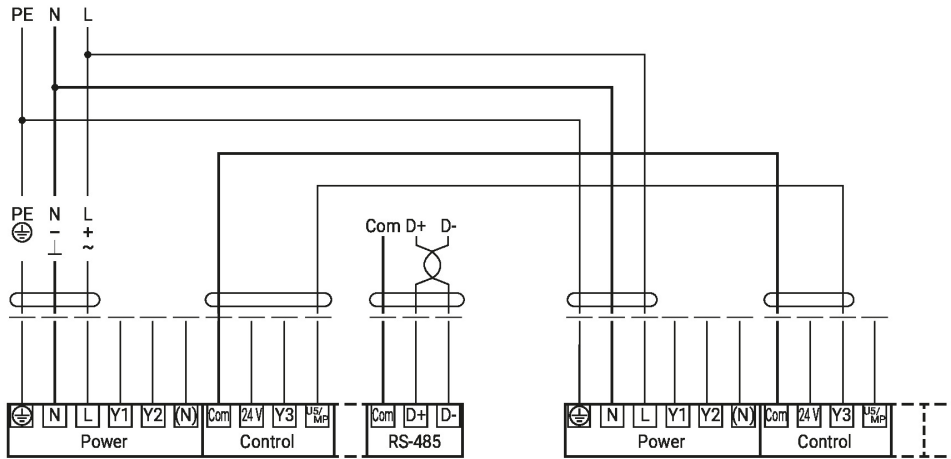 PE N L
PE N L
− +
⊥ ~
Com D+ D-
N L Y1 Y2 (N) Com 24 V Y3 U5/MP Com D+ D- N L Y1 Y2 (N) Com 24 V Y3 U5/MP
Power Control RS-485 Power Control